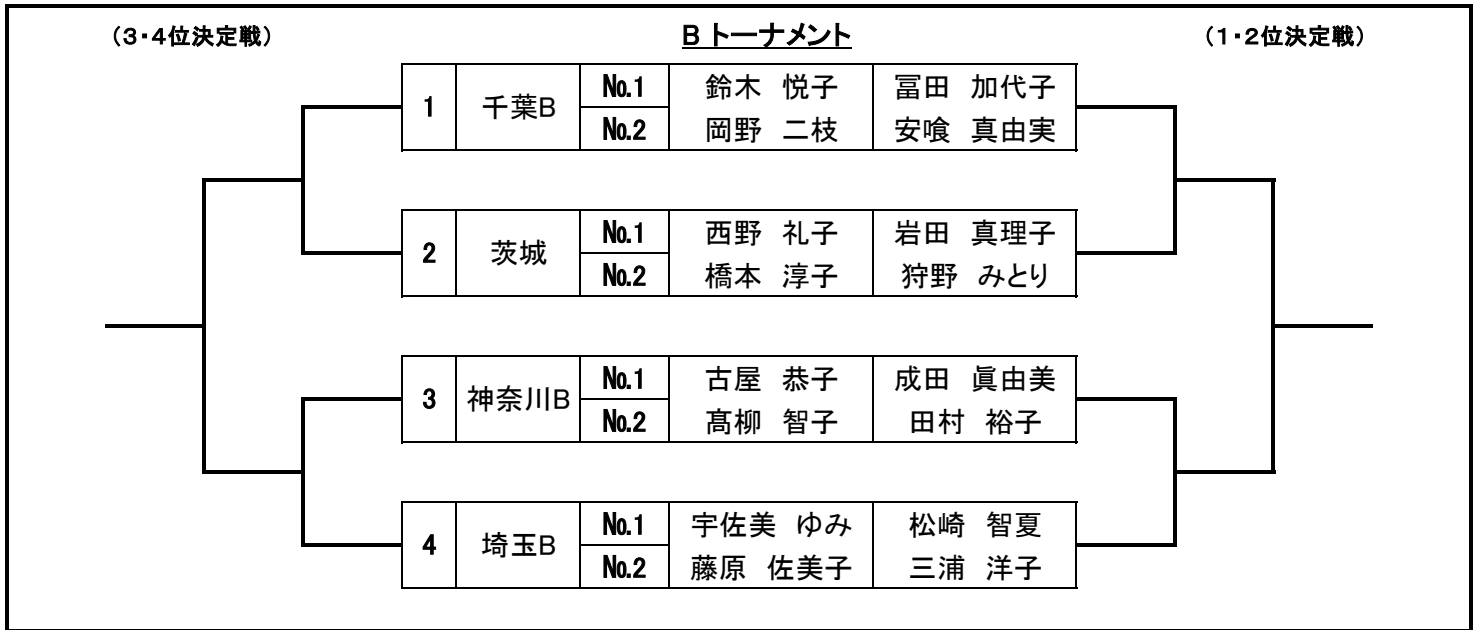 (3・4位決定戦) B トーナメント (1・2位決定戦)
1 千葉B No.1 鈴木 悦子 冨田 加代子
No.2 岡野 二枝 安喰 真由実
2 茨城 No.1 西野 礼子 岩田 真理子
No.2 橋本 淳子 狩野 みとり
3 神奈川B No.1 古屋 恭子 成田 眞由美
No.2 髙柳 智子 田村 裕子
4 埼玉B No.1 宇佐美 ゆみ 松崎 智夏
No.2 藤原 佐美子 三浦 洋子